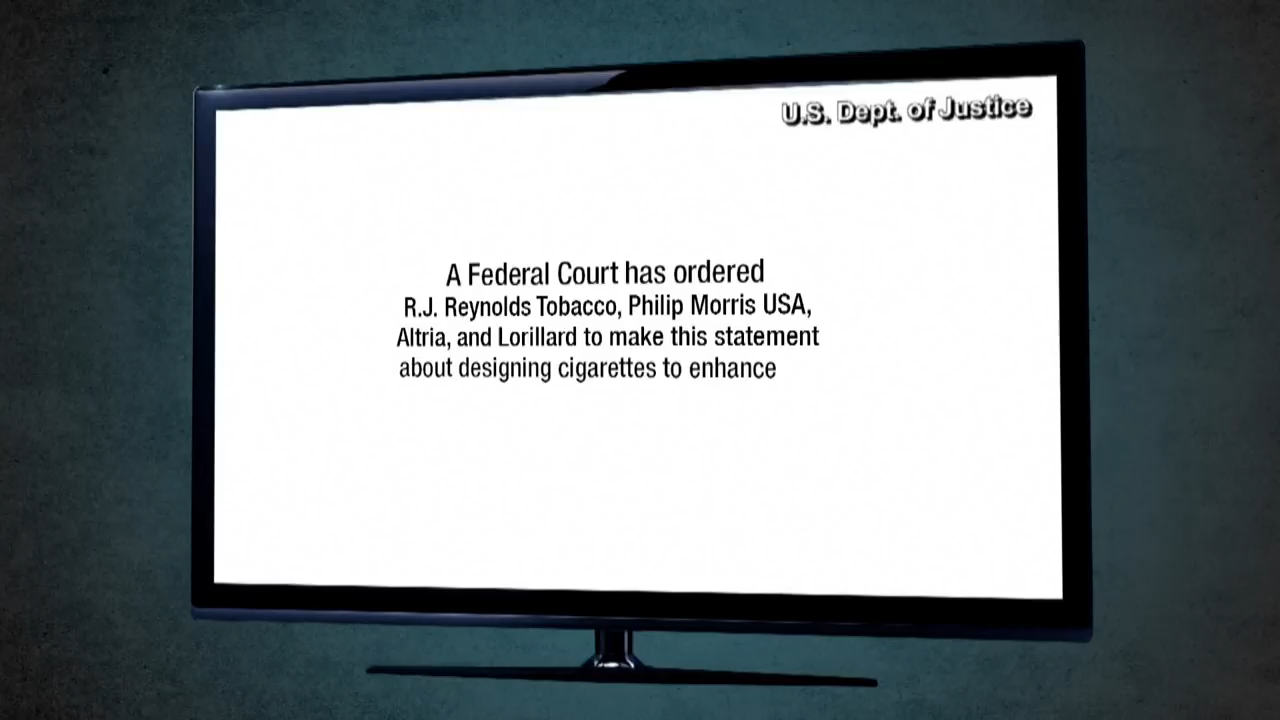 U.S. Dept. of Justice
A Federal Court has ordered
R.J. Reynolds Tobacco, Philip Morris USA,
Altria, and Lorillard to make this statement
about designing cigarettes to enhance